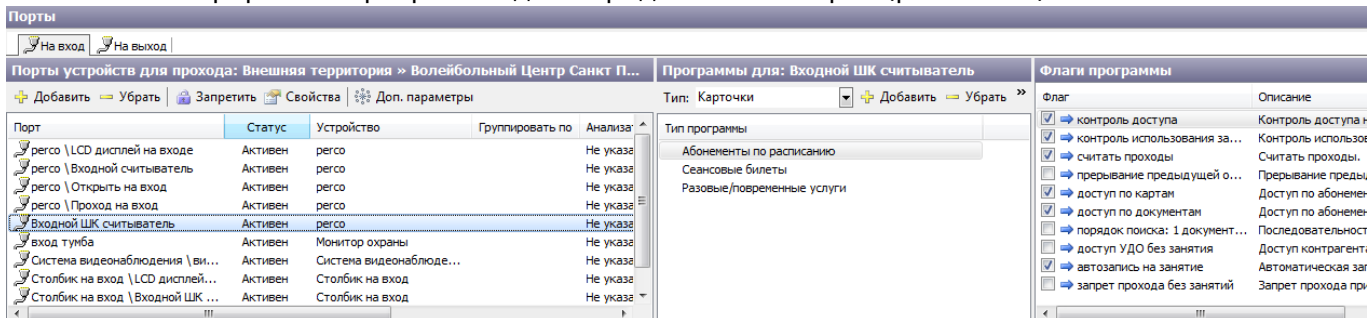 Порты
На вход На выход
Порты устройств для прохода: Внешняя территория » Волейбольный Центр Санкт П...
Добавить Убрать Запретить Свойства Доп. параметры
Порт Статус Устройство Группировать по Анализа
perco \LCD дисплей на входе Активен perco Не указа
perco \Входной считыватель Активен perco Не указа
perco \Открыть на вход Активен perco Не указа
perco \Проход на вход Активен perco Не указа
Входной ШК считыватель Активен perco Не указа
вход тумба Активен Монитор охраны Не указа
Система видеонаблюдения \ви... Активен Система видеонаблюде... Не указа
Столбик на вход \LCD дисплей... Активен Столбик на вход Не указа
Столбик на вход \Входной ШК ... Активен Столбик на вход Не указа
Программы для: Входной ШК считыватель
Тип: Карточки Добавить Убрать »
Тип программы
Абонементы по расписанию
Сеансовые билеты
Разовые/повременные услуги
Флаги программы
Флаг Описание
контроль доступа Контроль доступа н
контроль использования за... Контроль использов
считать проходы Считать проходы.
прерывание предыдущей о... Прерывание преды
доступ по картам Доступ по абонемен
доступ по документам Доступ по абонемен
порядок поиска: 1 документ... Последовательност
доступ УДО без занятия Доступ контрагента
автозапись на занятие Автоматическая зап
запрет прохода без занятий Запрет прохода при